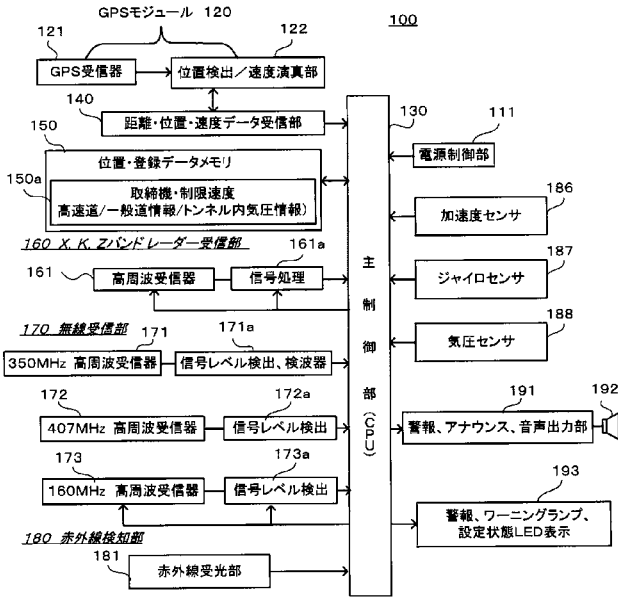 GPSモジュール 120
100
121
122
GPS受信器
位置検出/速度演真部
140
130
111
距離・位置・速度データ受信部
電源制御部
150
位置・登録データメモリ
150a
取締機・制限速度
高速道/一般道情報/トンネル内気圧情報)
186
加速度センサ
160 X, K, Zバンドレーダー受信部
161
161a
高周波受信器
信号処理
187
ジャイロセンサ
主制御部(CPU)
188
気圧センサ
170 無線受信部
171
171a
350MHz 高周波受信器
信号レベル検出、検波器
172
172a
407MHz 高周波受信器
信号レベル検出
191
192
警報、アナウンス、音声出力部
173
173a
160MHz 高周波受信器
信号レベル検出
193
警報、ワーニングランプ、
設定状態LED表示
180 赤外線検知部
181
赤外線受光部